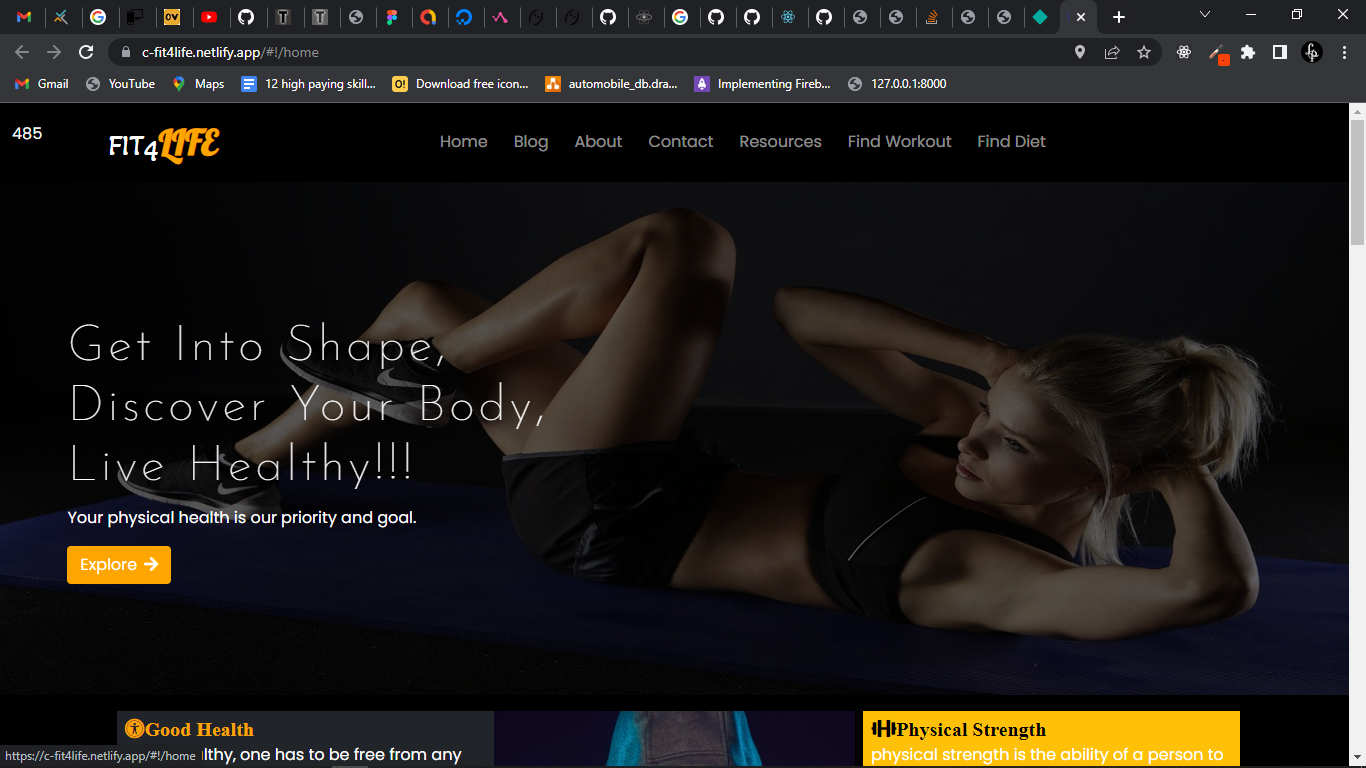 c-fit4life.netlify.app/#!/home
Gmail YouTube Maps 12 high paying skill... Download free icon... automobile_db.dra... Implementing Fireb... 127.0.0.1:8000
485 FIT4LIFE Home Blog About Contact Resources Find Workout Find Diet
Get Into Shape,
Discover Your Body,
Live Healthy!!!
Your physical health is our priority and goal.
Explore →
Good Health Physical Strength
lthy, one has to be free from any physical strength is the ability of a person to
https://c-fit4life.netlify.app/#!/home